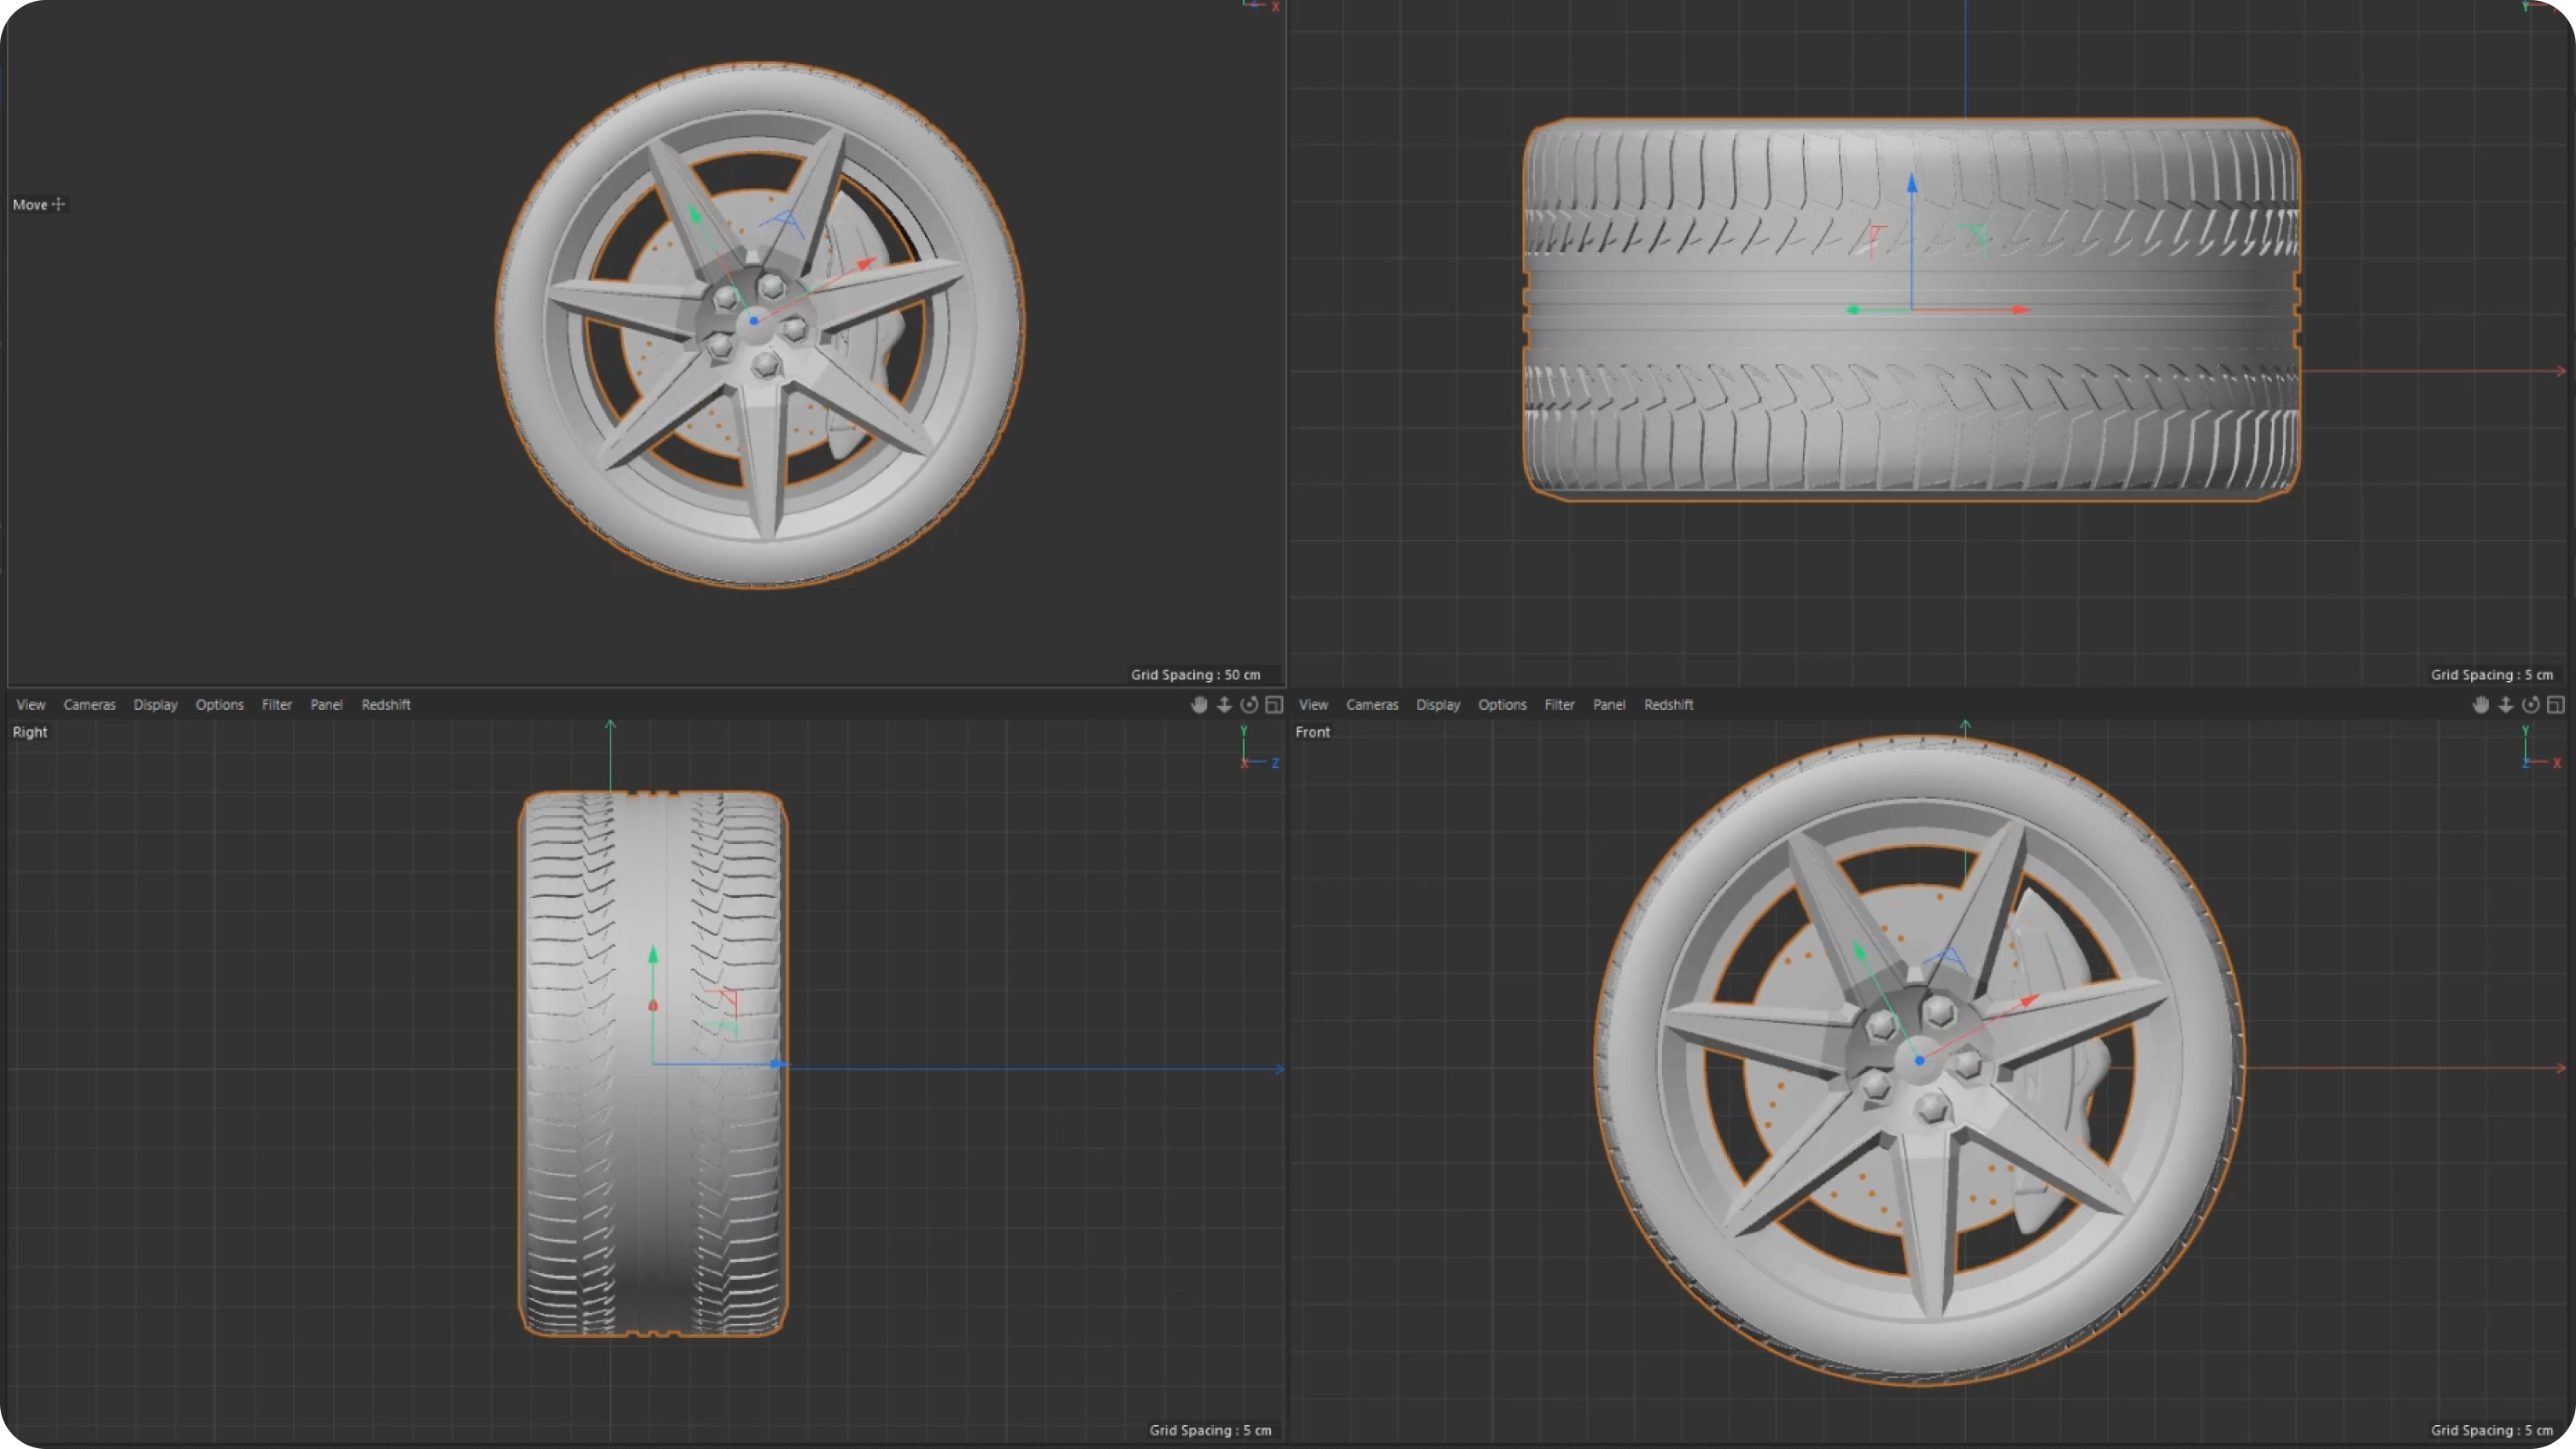 X
Y
Move
Grid Spacing : 50 cm
Grid Spacing : 5 cm
View Cameras Display Options Filter Panel Redshift
View Cameras Display Options Filter Panel Redshift
Right
Y
X Z
Front
Y
Z X
Grid Spacing : 5 cm
Grid Spacing : 5 cm